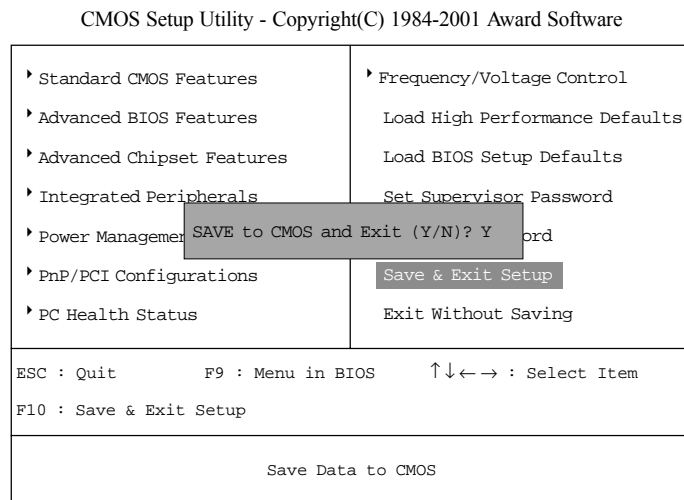 CMOS Setup Utility - Copyright(C) 1984-2001 Award Software
Standard CMOS Features
Advanced BIOS Features
Advanced Chipset Features
Integrated Peripherals
Power Managemen
PnP/PCI Configurations
PC Health Status
Frequency/Voltage Control
Load High Performance Defaults
Load BIOS Setup Defaults
Set Supervisor Password
ord
Save & Exit Setup
Exit Without Saving
SAVE to CMOS and Exit (Y/N)? Y
ESC : Quit F9 : Menu in BIOS ↑↓←→ : Select Item
F10 : Save & Exit Setup
Save Data to CMOS